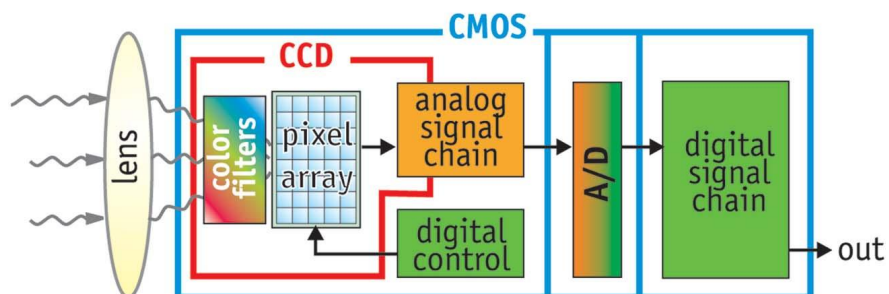 CMOS
CCD
lens
color
filters
pixel
array
analog
signal
chain
digital
control
A/D
digital
signal
chain
out